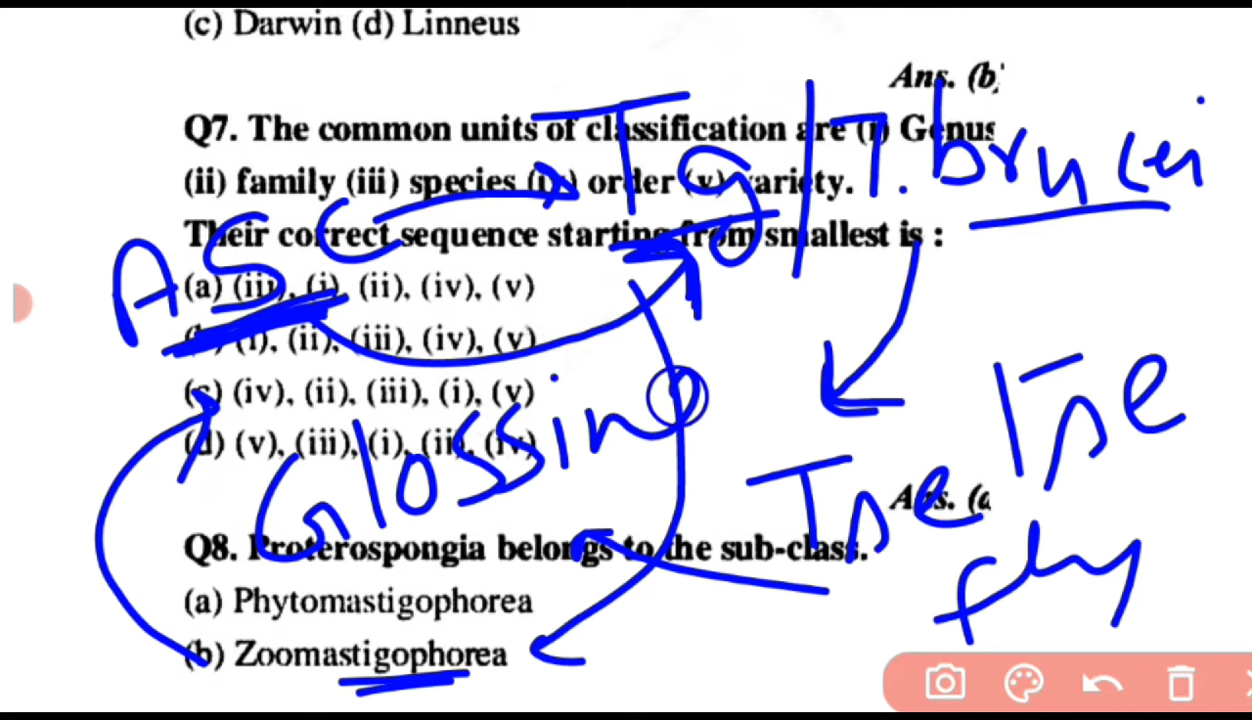 (c) Darwin (d) Linneus
Ans. (b)
Q7. The common units of classification are (i) Genus
(ii) family (iii) species (iv) order (v) variety.
Their correct sequence starting from smallest is :
(a) (iii), (i), (ii), (iv), (v)
(b) (i), (ii), (iii), (iv), (v)
(c) (iv), (ii), (iii), (i), (v)
(d) (v), (iii), (i), (ii), (iv)
Ans. (d
Q8. Proterospongia belongs to the sub-class.
(a) Phytomastigophorea
(b) Zoomastigophorea
Tg/T. brucei
ASC
Glossina
Tse
Tse
fly